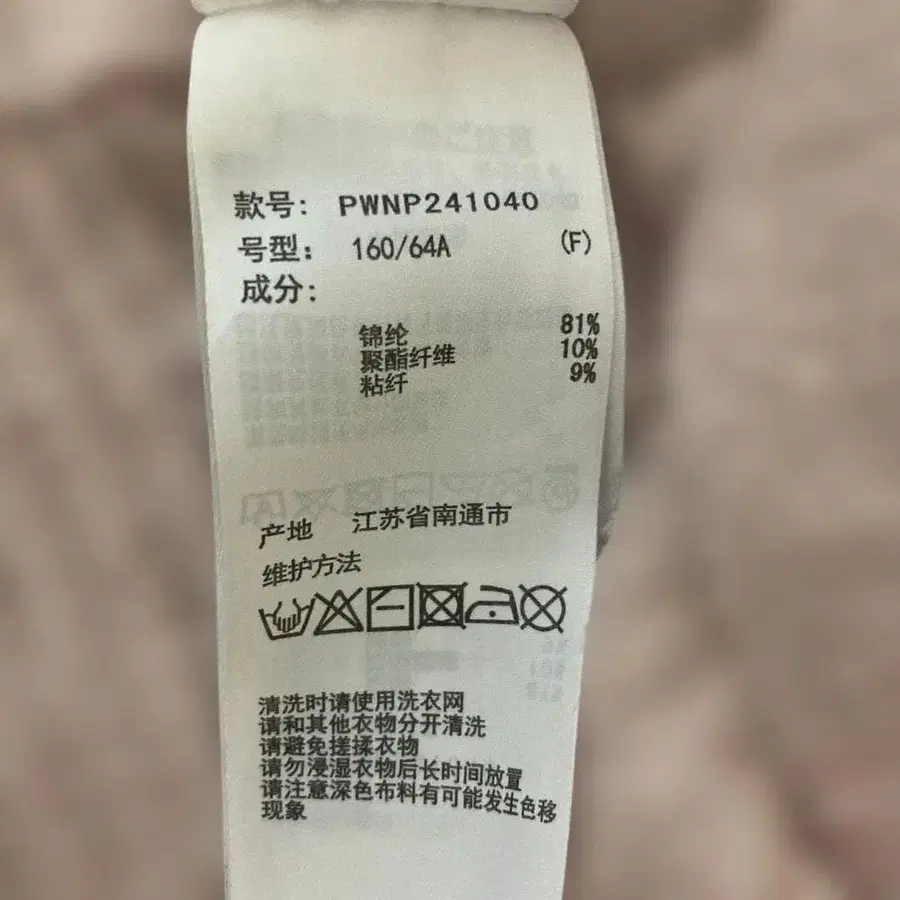 款号: PWNP241040
号型: 160/64A (F)
成分:
锦纶 81%
聚酯纤维 10%
粘纤 9%
产地 江苏省南通市
维护方法
清洗时请使用洗衣网
请和其他衣物分开清洗
请避免搓揉衣物
请勿浸湿衣物后长时间放置
请注意深色布料有可能发生色移
现象